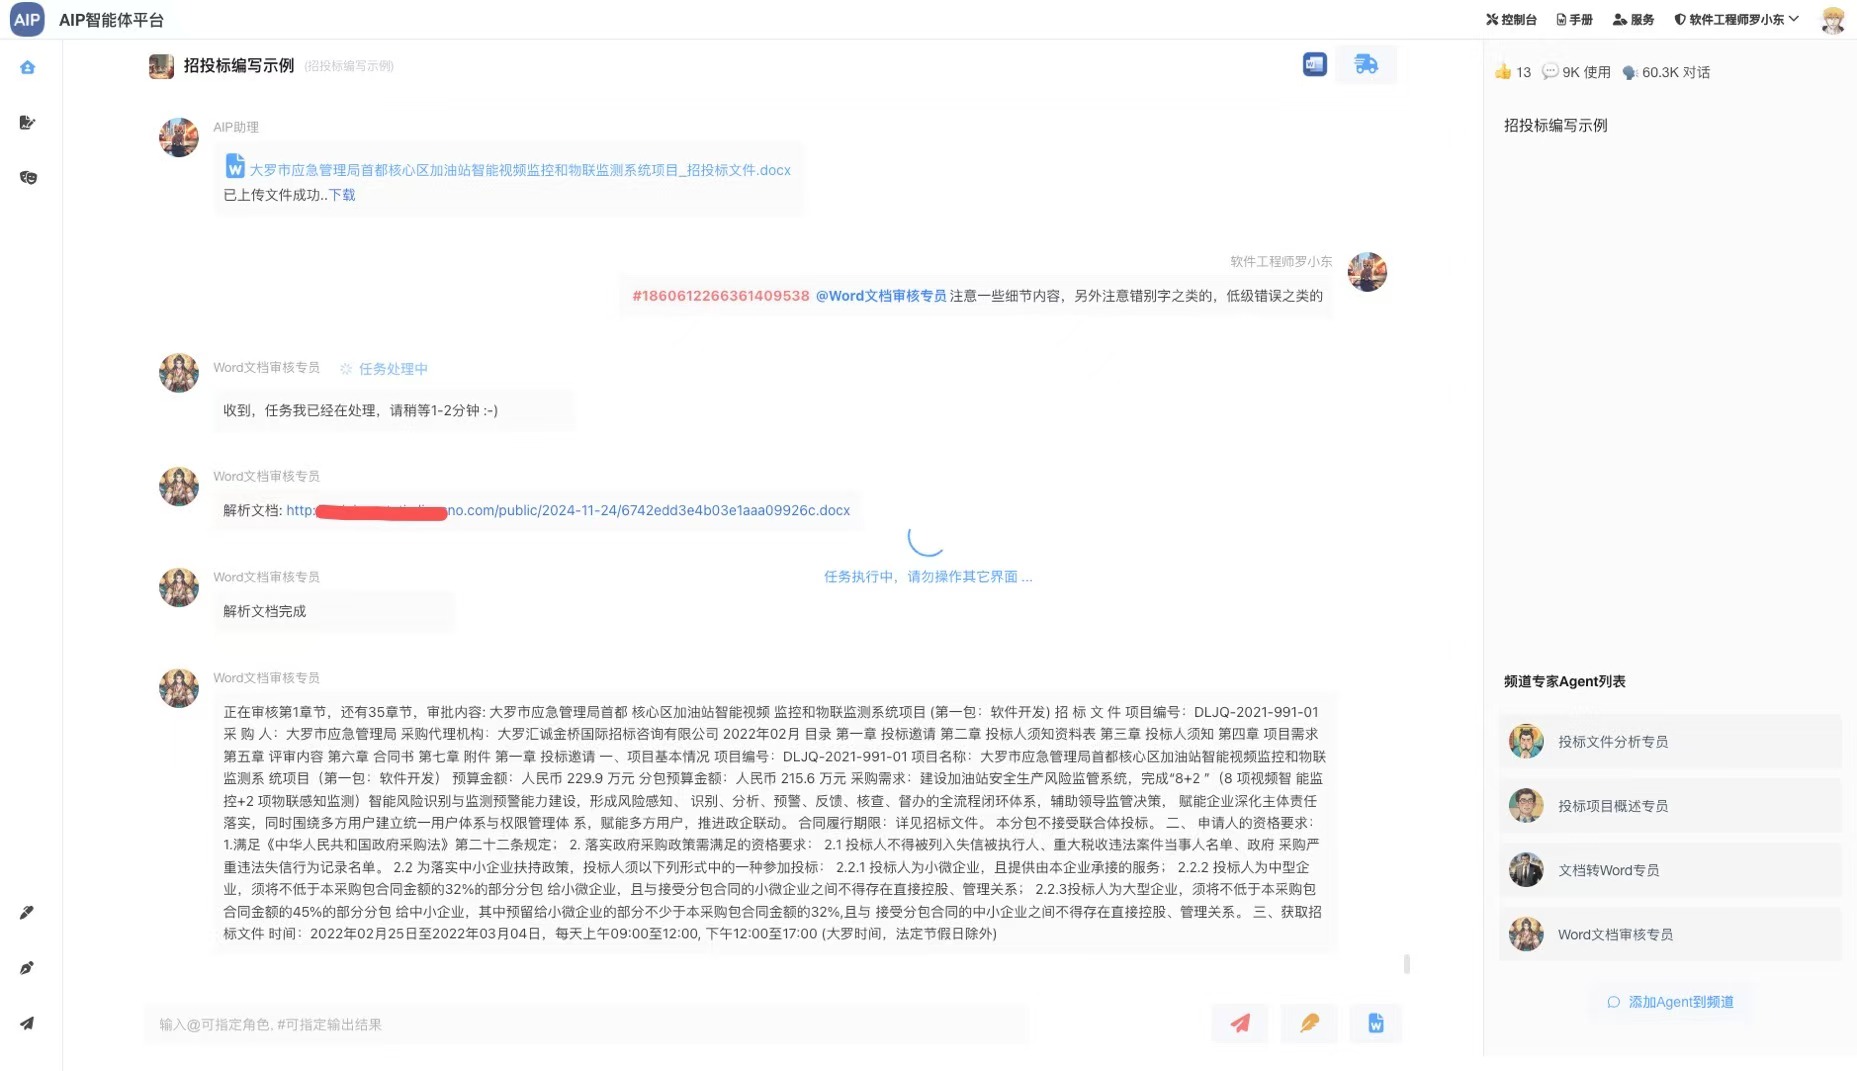 AIP AIP智能体平台
控制台 手册 服务 软件工程师罗小东
招投标编写示例 (招投标编写示例)
13 9K 使用 60.3K 对话
招投标编写示例
AIP助理
大罗市应急管理局首都核心区加油站智能视频监控和物联监测系统项目_招投标文件.docx
已上传文件成功..下载
软件工程师罗小东
#1860612266361409538 @Word文档审核专员 注意一些细节内容，另外注意错别字之类的，低级错误之类的
Word文档审核专员 任务处理中
收到，任务我已经在处理，请稍等1-2分钟 :-)
Word文档审核专员
解析文档: http: no.com/public/2024-11-24/6742edd3e4b03e1aaa09926c.docx
任务执行中，请勿操作其它界面 ...
Word文档审核专员
解析文档完成
Word文档审核专员
正在审核第1章节，还有35章节，审批内容: 大罗市应急管理局首都 核心区加油站智能视频 监控和物联监测系统项目 (第一包：软件开发) 招 标 文 件 项目编号：DLJQ-2021-991-01
采 购 人：大罗市应急管理局 采购代理机构：大罗汇诚金桥国际招标咨询有限公司 2022年02月 目录 第一章 投标邀请 第二章 投标人须知资料表 第三章 投标人须知 第四章 项目需求
第五章 评审内容 第六章 合同书 第七章 附件 第一章 投标邀请 一、项目基本情况 项目编号：DLJQ-2021-991-01 项目名称：大罗市应急管理局首都核心区加油站智能视频监控和物联
监测系 统项目（第一包：软件开发） 预算金额：人民币 229.9 万元 分包预算金额：人民币 215.6 万元 采购需求：建设加油站安全生产风险监管系统，完成“8+2 ”（8 项视频智 能监
控+2 项物联感知监测）智能风险识别与监测预警能力建设，形成风险感知、 识别、分析、预警、反馈、核查、督办的全流程闭环体系，辅助领导监管决策， 赋能企业深化主体责任
落实，同时围绕多方用户建立统一用户体系与权限管理体 系，赋能多方用户，推进政企联动。 合同履行期限：详见招标文件。 本分包不接受联合体投标。 二、 申请人的资格要求：
1.满足《中华人民共和国政府采购法》第二十二条规定； 2. 落实政府采购政策需满足的资格要求： 2.1 投标人不得被列入失信被执行人、重大税收违法案件当事人名单、政府 采购严
重违法失信行为记录名单。 2.2 为落实中小企业扶持政策，投标人须以下列形式中的一种参加投标： 2.2.1 投标人为小微企业，且提供由本企业承接的服务； 2.2.2 投标人为中型企
业，须将不低于本采购包合同金额的32%的部分分包 给小微企业，且与接受分包合同的小微企业之间不得存在直接控股、管理关系； 2.2.3投标人为大型企业，须将不低于本采购包
合同金额的45%的部分分包 给中小企业，其中预留给小微企业的部分不少于本采购包合同金额的32%,且与 接受分包合同的中小企业之间不得存在直接控股、管理关系。 三、获取招
标文件 时间：2022年02月25日至2022年03月04日，每天上午09:00至12:00, 下午12:00至17:00 (大罗时间，法定节假日除外)
频道专家Agent列表
投标文件分析专员
投标项目概述专员
文档转Word专员
Word文档审核专员
添加Agent到频道
输入@可指定角色, #可指定输出结果